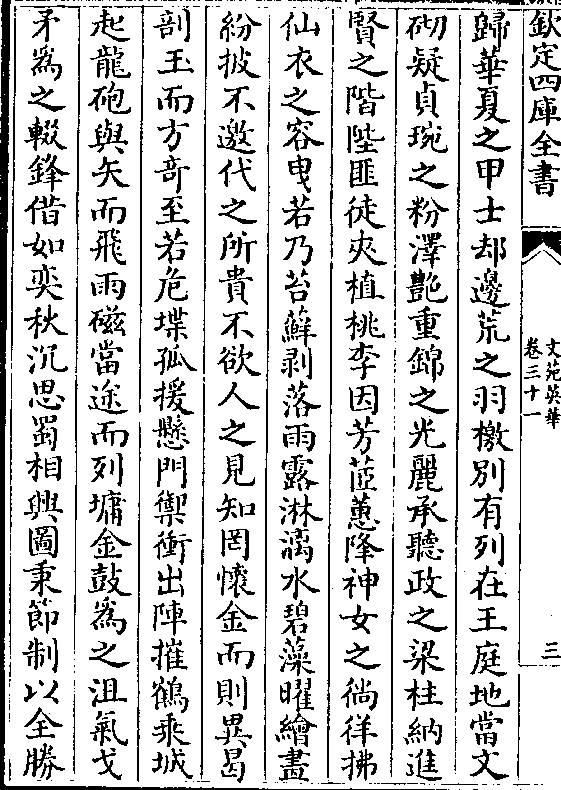 欽定四庫全書
文苑英華
卷三十一
三
歸華夏之甲士却邊荒之羽檄別有列在王庭地當文
砌疑貞琬之粉澤艷重錦之光麗承聽政之梁柱納進
賢之階陛匪徒夾植桃李因芳茝蕙降神女之徜徉拂
仙衣之容曳若乃苔蘚剥落雨露淋漓水碧藻曜繪畫
紛披不邀代之所貴不欲人之見知罔懷金而則異曷
剖玉而方竒至若危堞孤援懸門禦衝出陣摧鶴乘城
起龍砲與矢而飛雨磁當途而列墉金鼓為之沮氣戈
矛為之輟鋒借如奕秋沉思蜀相興圖秉節制以全勝